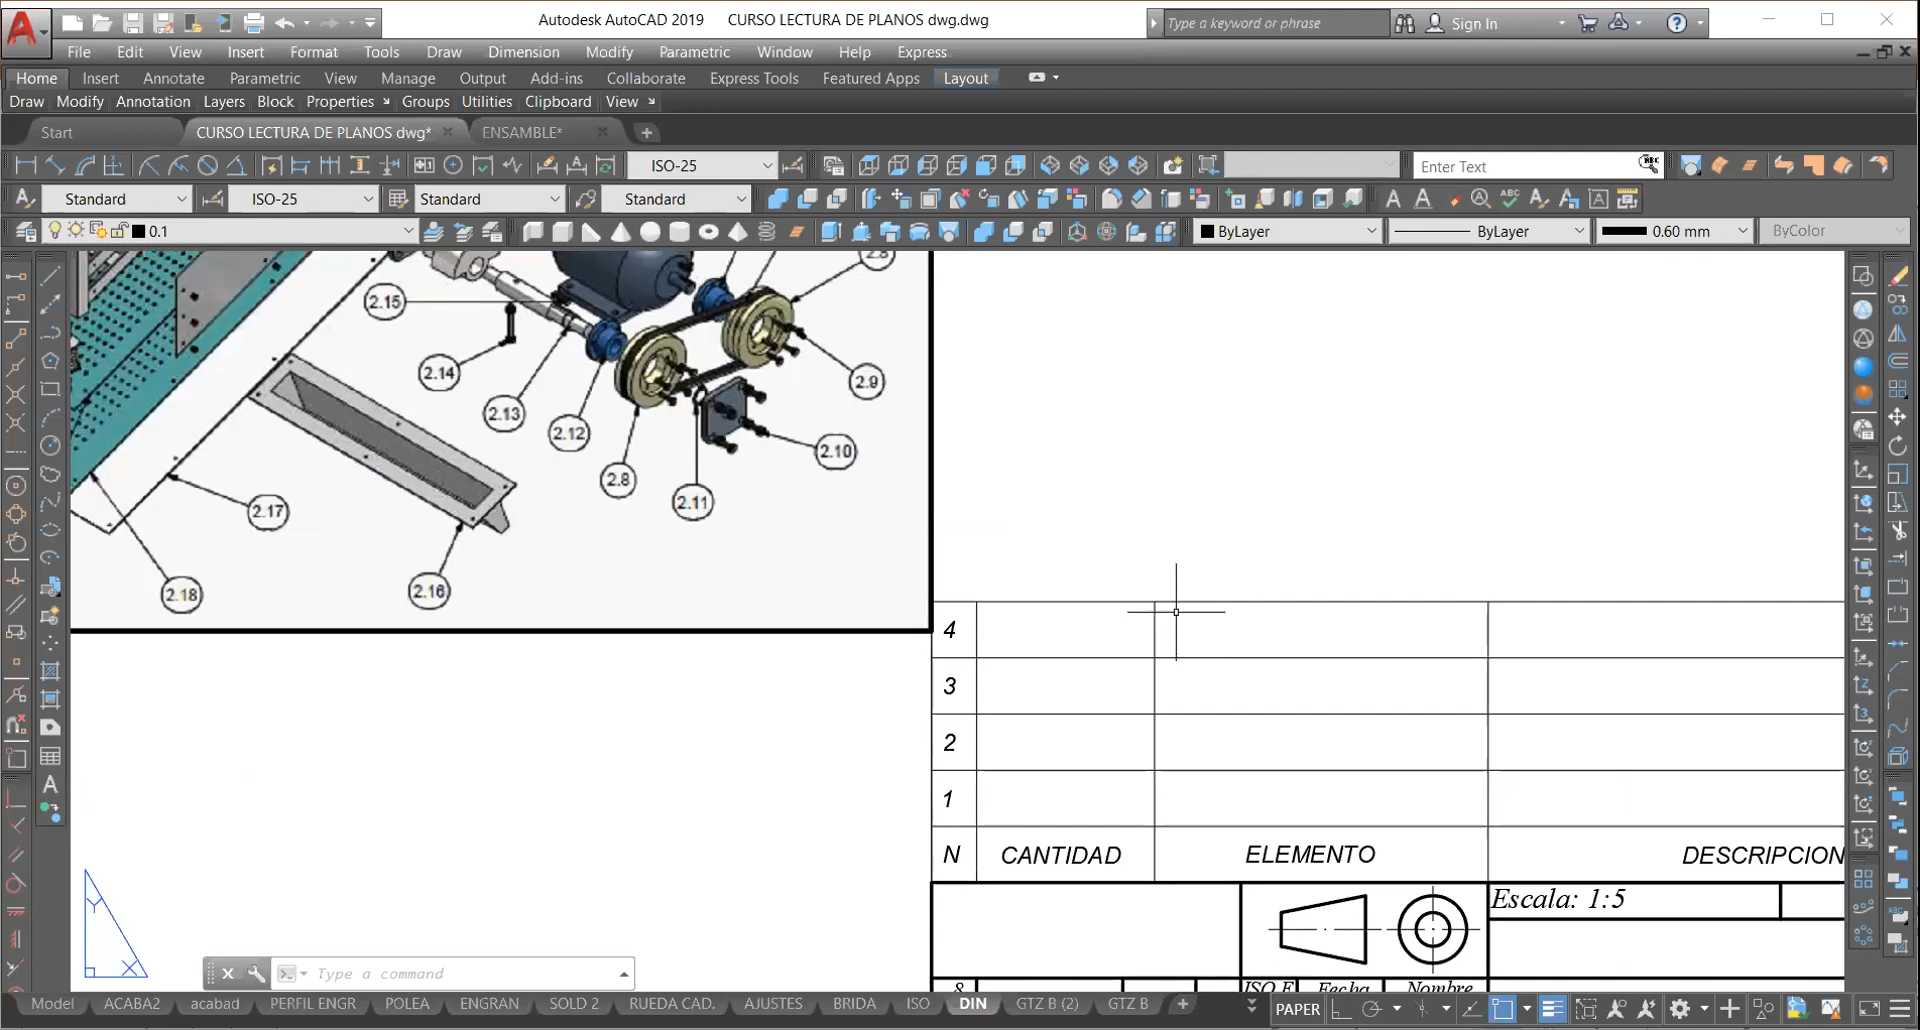 Autodesk AutoCAD 2019 CURSO LECTURA DE PLANOS dwg.dwg
Type a keyword or phrase
Sign In
File Edit View Insert Format Tools Draw Dimension Modify Parametric Window Help Express
Home Insert Annotate Parametric View Manage Output Add-ins Collaborate Express Tools Featured Apps Layout
Draw Modify Annotation Layers Block Properties Groups Utilities Clipboard View
Start CURSO LECTURA DE PLANOS dwg* ENSAMBLE*
ISO-25
Enter Text
Standard ISO-25 Standard Standard
0.1
ByLayer ByLayer 0.60 mm ByColor
2.8
2.15
2.14
2.9
2.13
2.12
2.10
2.8
2.11
2.17
2.18
2.16
4
3
2
1
N CANTIDAD ELEMENTO DESCRIPCION
Escala: 1:5
8 ISO E Fecha Nombre
Y
X
Type a command
Model ACABA2 acabad PERFIL ENGR POLEA ENGRAN SOLD 2 RUEDA CAD. AJUSTES BRIDA ISO DIN GTZ B (2) GTZ B
PAPER